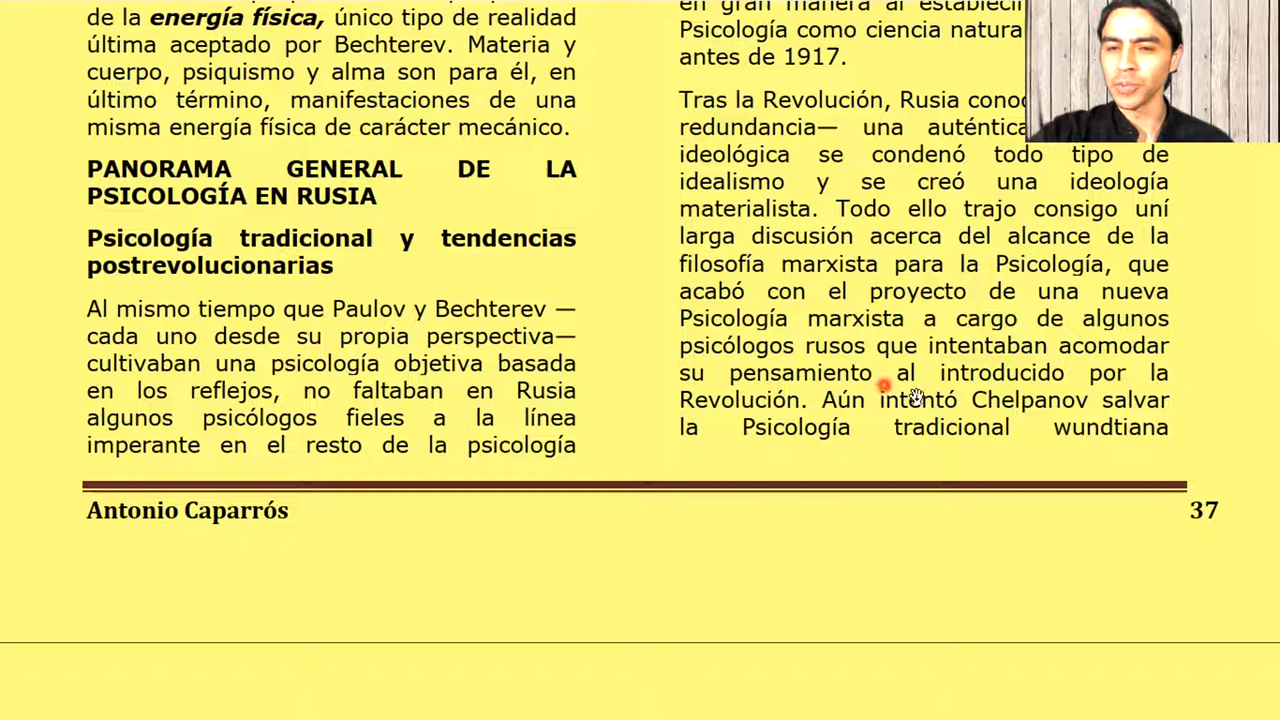 de la energía física, único tipo de realidad
última aceptado por Bechterev. Materia y
cuerpo, psiquismo y alma son para él, en
último término, manifestaciones de una
misma energía física de carácter mecánico.
PANORAMA GENERAL DE LA
PSICOLOGÍA EN RUSIA
Psicología tradicional y tendencias
postrevolucionarias
Al mismo tiempo que Paulov y Bechterev —
cada uno desde su propia perspectiva—
cultivaban una psicología objetiva basada
en los reflejos, no faltaban en Rusia
algunos psicólogos fieles a la línea
imperante en el resto de la psicología
en gran manera al
Psicología como ciencia
antes de 1917.
Tras la Revolución, Rusia
redundancia— una auténtica
ideológica se condenó todo tipo de
idealismo y se creó una ideología
materialista. Todo ello trajo consigo uní
larga discusión acerca del alcance de la
filosofía marxista para la Psicología, que
acabó con el proyecto de una nueva
Psicología marxista a cargo de algunos
psicólogos rusos que intentaban acomodar
su pensamiento al introducido por la
Revolución. Aún intentó Chelpanov salvar
la Psicología tradicional wundtiana
Antonio Caparrós
37